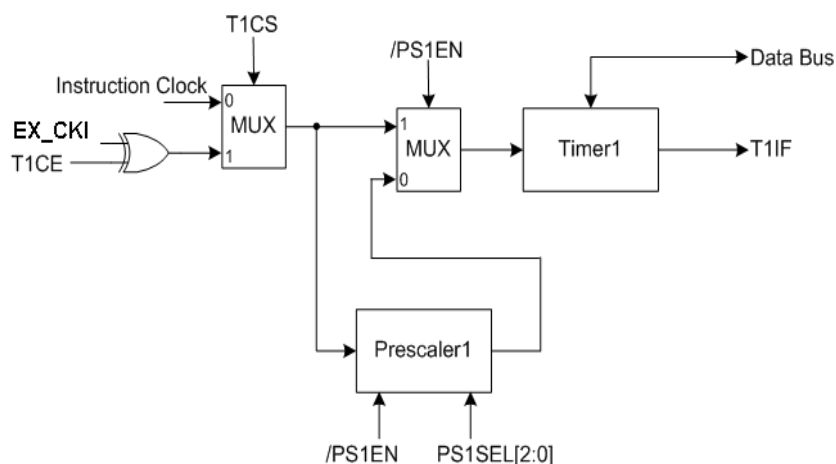 T1CS
/PS1EN
Data Bus
Instruction Clock
0
MUX
1
EX_CKI
T1CE
1
MUX
0
Timer1
T1IF
Prescaler1
/PS1EN
PS1SEL[2:0]